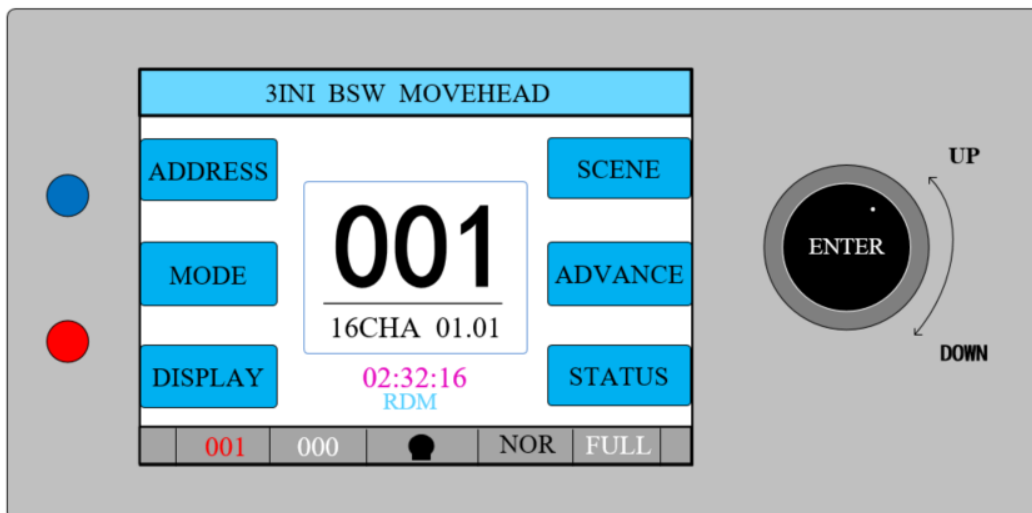 3INI BSW MOVEHEAD
ADDRESS
SCENE
001
MODE
ADVANCE
16CHA 01.01
DISPLAY
02:32:16
STATUS
RDM
001 000 NOR FULL
UP
ENTER
DOWN